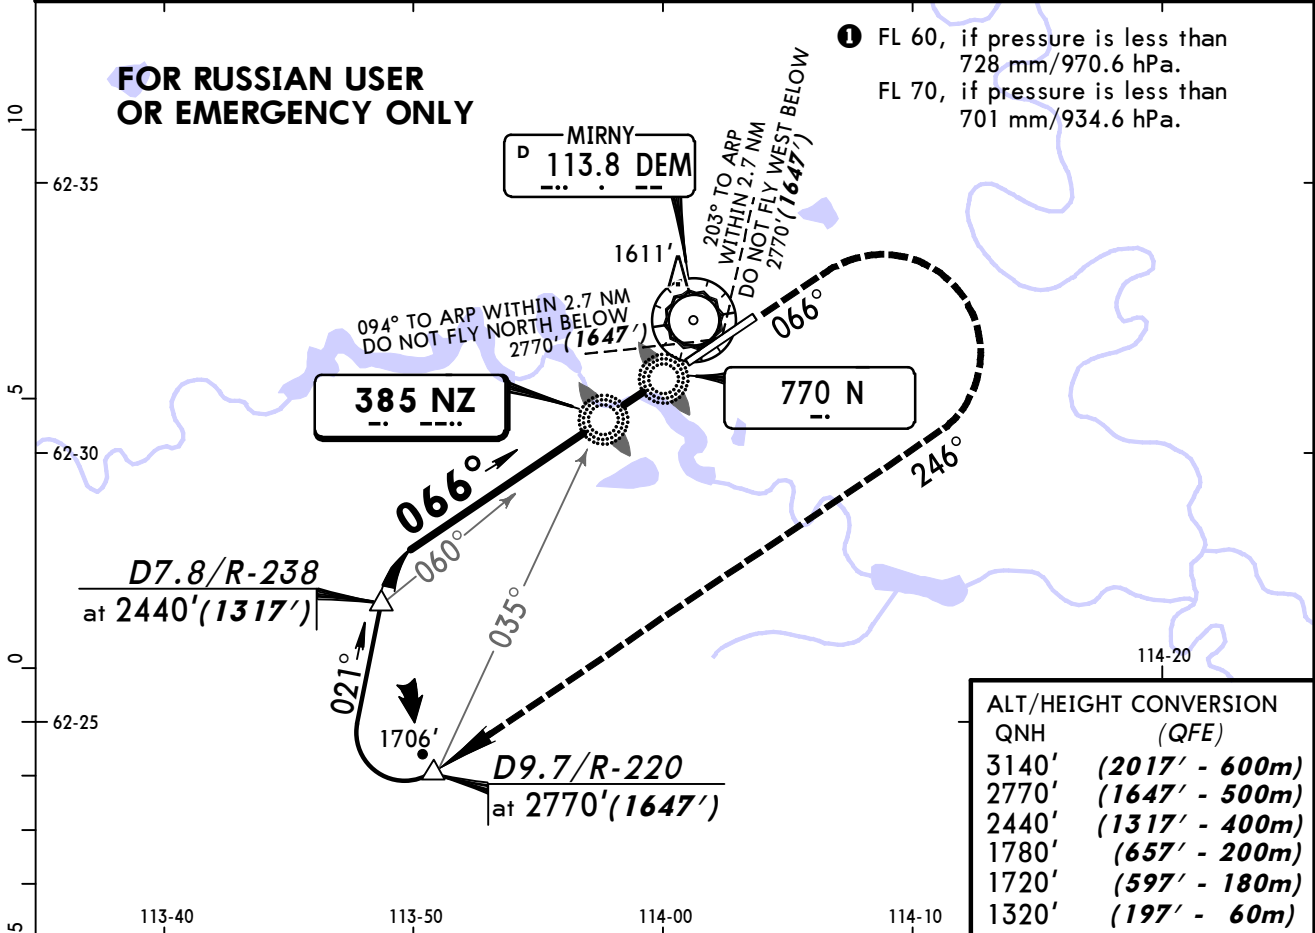 ❶ FL 60, if pressure is less than
728 mm/970.6 hPa.
FL 70, if pressure is less than
701 mm/934.6 hPa.
FOR RUSSIAN USER
OR EMERGENCY ONLY
10
62-35
MIRNY
D 113.8 DEM
203° TO ARP
WITHIN 2.7 NM
DO NOT FLY WEST BELOW
2770'(1647')
1611'
094° TO ARP WITHIN 2.7 NM
DO NOT FLY NORTH BELOW
2770'(1647')
066°
5
385 NZ
770 N
62-30
246°
066°
060°
035°
D7.8/R-238
at 2440'(1317')
021°
0
114-20
62-25
1706'
D9.7/R-220
at 2770'(1647')
ALT/HEIGHT CONVERSION
QNH (QFE)
3140' (2017' - 600m)
2770' (1647' - 500m)
2440' (1317' - 400m)
1780' (657' - 200m)
1720' (597' - 180m)
1320' (197' - 60m)
5
113-40
113-50
114-00
114-10